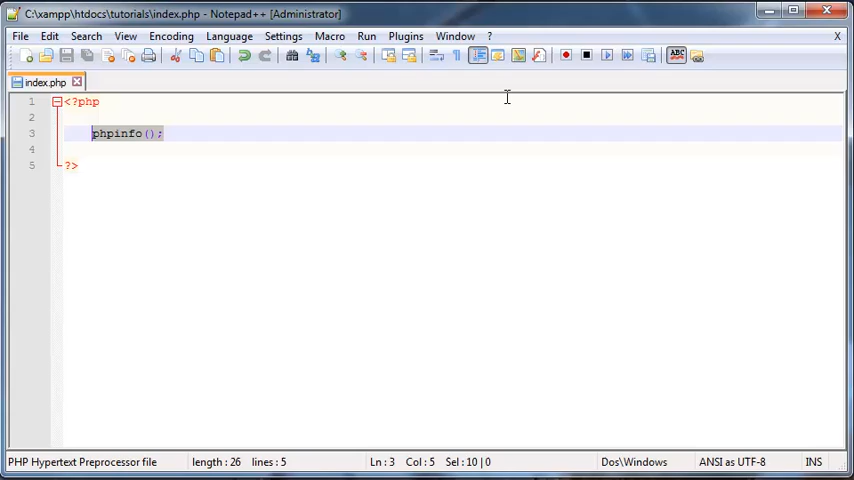 C:\xampp\htdocs\tutorials\index.php - Notepad++ [Administrator]
File Edit Search View Encoding Language Settings Macro Run Plugins Window ? X
ABC
index.php
1 <?php
2
3 phpinfo();
4
5 ?>
PHP Hypertext Preprocessor file length : 26 lines : 5 Ln : 3 Col : 5 Sel : 10 | 0 Dos\Windows ANSI as UTF-8 INS